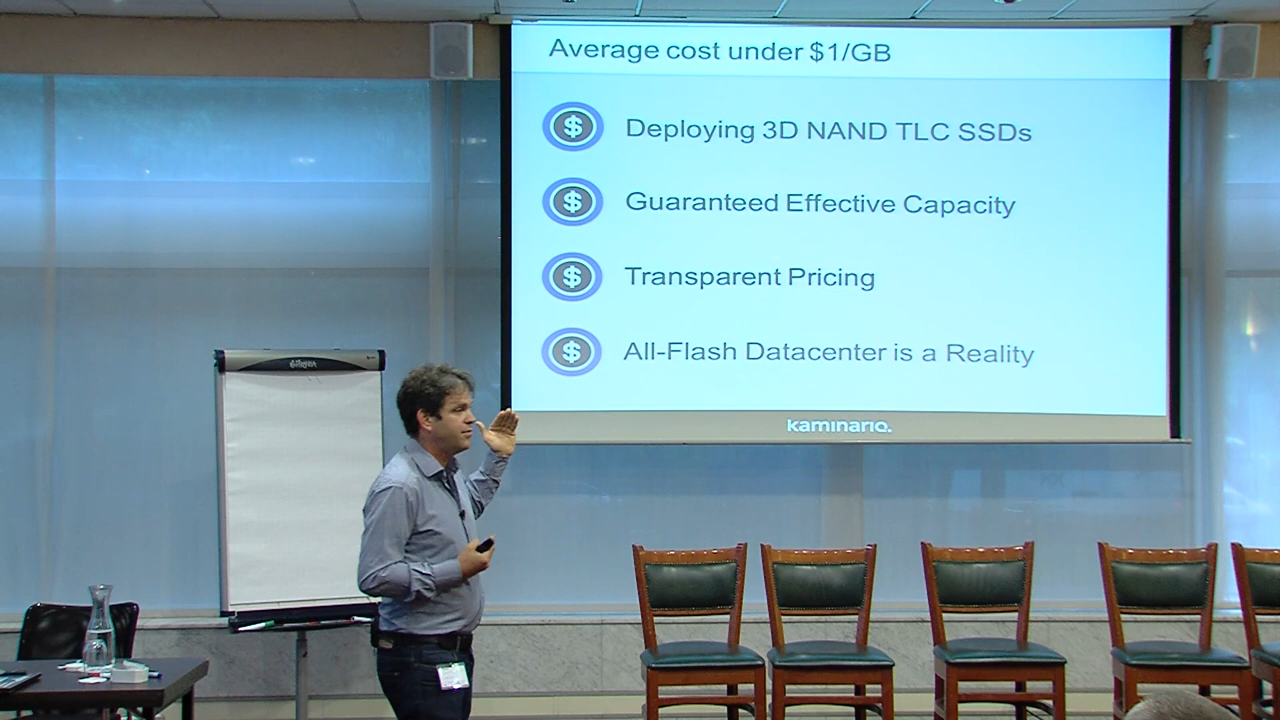 Average cost under $1/GB
Deploying 3D NAND TLC SSDs
Guaranteed Effective Capacity
Transparent Pricing
All-Flash Datacenter is a Reality
kaminario.